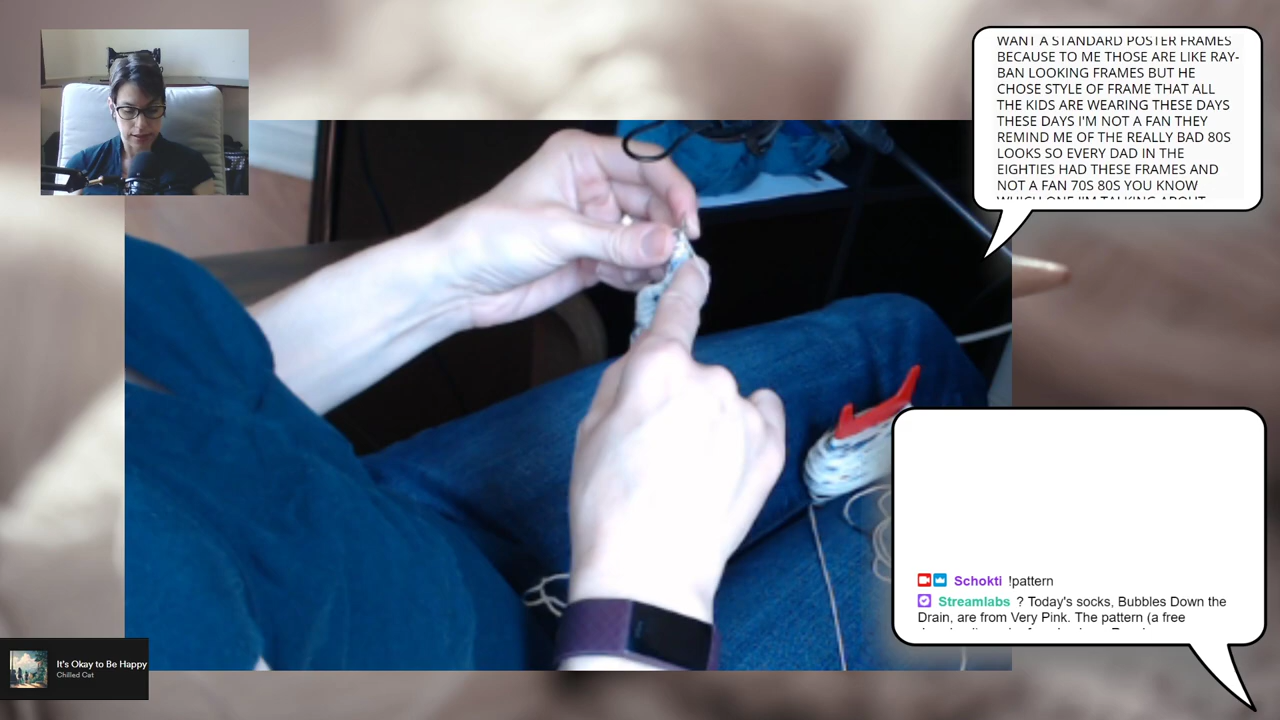 WANT A STANDARD POSTER FRAMES
BECAUSE TO ME THOSE ARE LIKE RAY-
BAN LOOKING FRAMES BUT HE
CHOSE STYLE OF FRAME THAT ALL
THE KIDS ARE WEARING THESE DAYS
THESE DAYS I'M NOT A FAN THEY
REMIND ME OF THE REALLY BAD 80S
LOOKS SO EVERY DAD IN THE
EIGHTIES HAD THESE FRAMES AND
NOT A FAN 70S 80S YOU KNOW
WHICH ONE I'M TALKING ABOUT
Schokti !pattern
Streamlabs ? Today's socks, Bubbles Down the
Drain, are from Very Pink. The pattern (a free
It's Okay to Be Happy
Chilled Cat